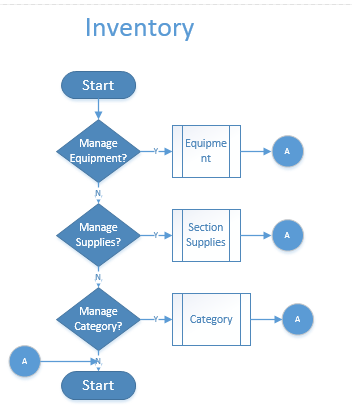 Inventory
Start
Manage
Equipment?
Y
Equipme
nt
A
N
Manage
Supplies?
Y
Section
Supplies
A
N
Manage
Category?
Y
Category
A
A
N
Start